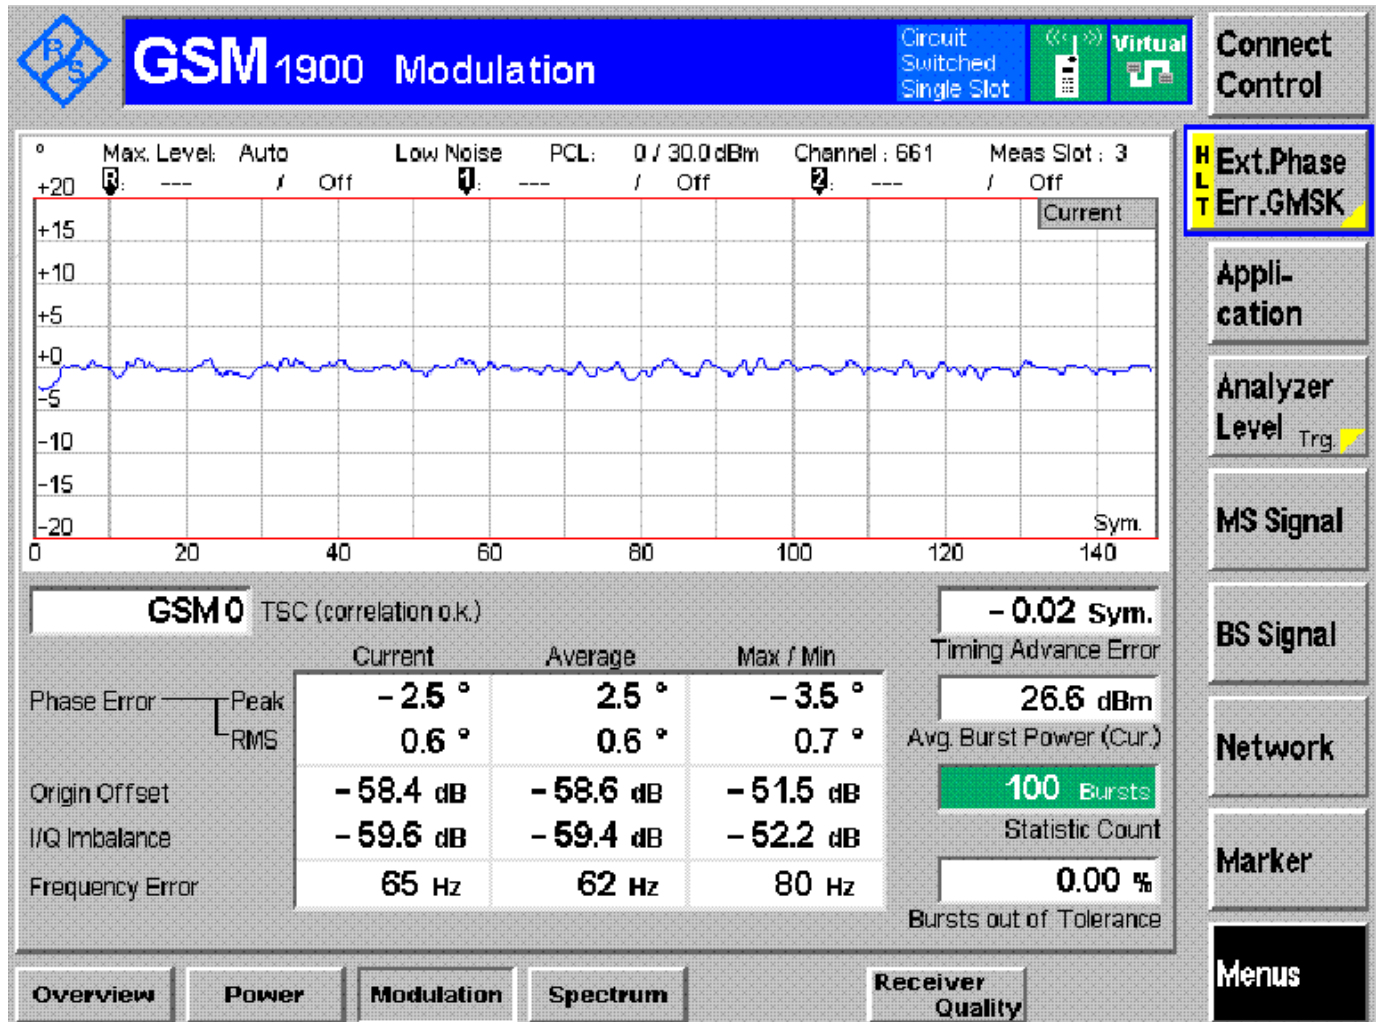 R/S
GSM 1900 Modulation
Circuit
Switched
Single Slot
Virtual
Connect
Control
° Max. Level: Auto Low Noise PCL: 0 / 30.0 dBm Channel : 661 Meas Slot : 3
R: --- / Off 1: --- / Off 2: --- / Off
+20
Current
+15
+10
+5
+0
-5
-10
-15
-20
Sym.
0 20 40 60 80 100 120 140
HLT
Ext.Phase
Err.GMSK
Appli-
cation
Analyzer
Level Trg.
MS Signal
BS Signal
Network
Marker
Menus
GSM 0 TSC (correlation o.k.)
- 0.02 Sym.
Timing Advance Error
Current Average Max / Min
Phase Error Peak - 2.5 ° 2.5 ° - 3.5 °
RMS 0.6 ° 0.6 ° 0.7 °
26.6 dBm
Avg. Burst Power (Cur.)
Origin Offset - 58.4 dB - 58.6 dB - 51.5 dB
100 Bursts
Statistic Count
I/Q Imbalance - 59.6 dB - 59.4 dB - 52.2 dB
Frequency Error 65 Hz 62 Hz 80 Hz
0.00 %
Bursts out of Tolerance
Overview Power Modulation Spectrum
Receiver
Quality